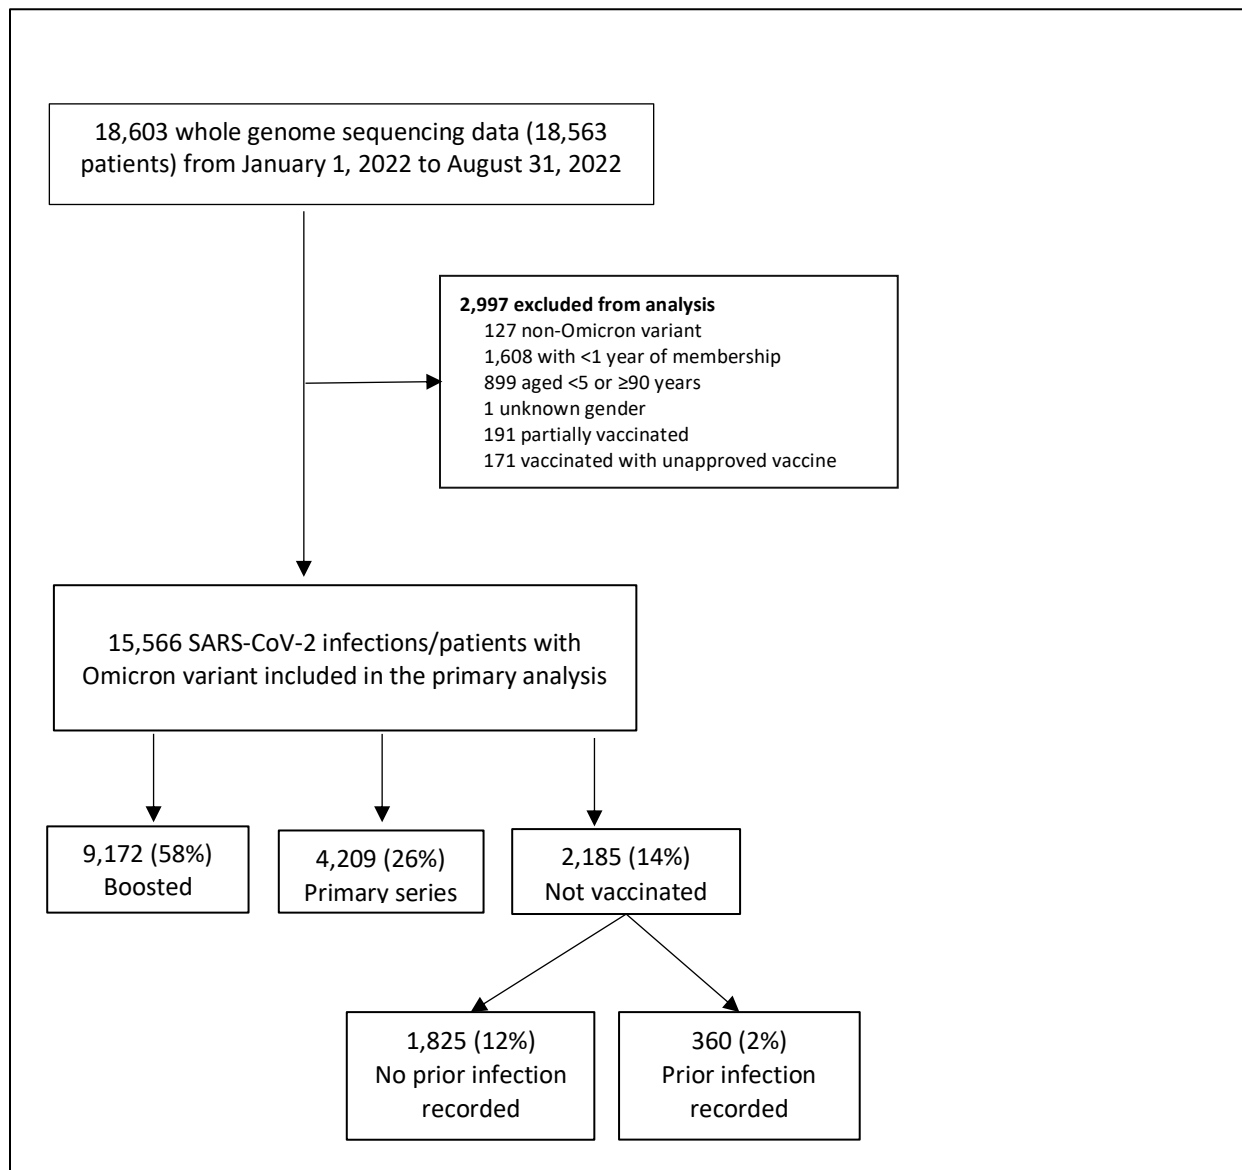 18,603 whole genome sequencing data (18,563
patients) from January 1, 2022 to August 31, 2022
2,997 excluded from analysis
127 non-Omicron variant
1,608 with <1 year of membership
899 aged <5 or ≥90 years
1 unknown gender
191 partially vaccinated
171 vaccinated with unapproved vaccine
15,566 SARS-CoV-2 infections/patients with
Omicron variant included in the primary analysis
9,172 (58%)
Boosted
4,209 (26%)
Primary series
2,185 (14%)
Not vaccinated
1,825 (12%)
No prior infection
recorded
360 (2%)
Prior infection
recorded